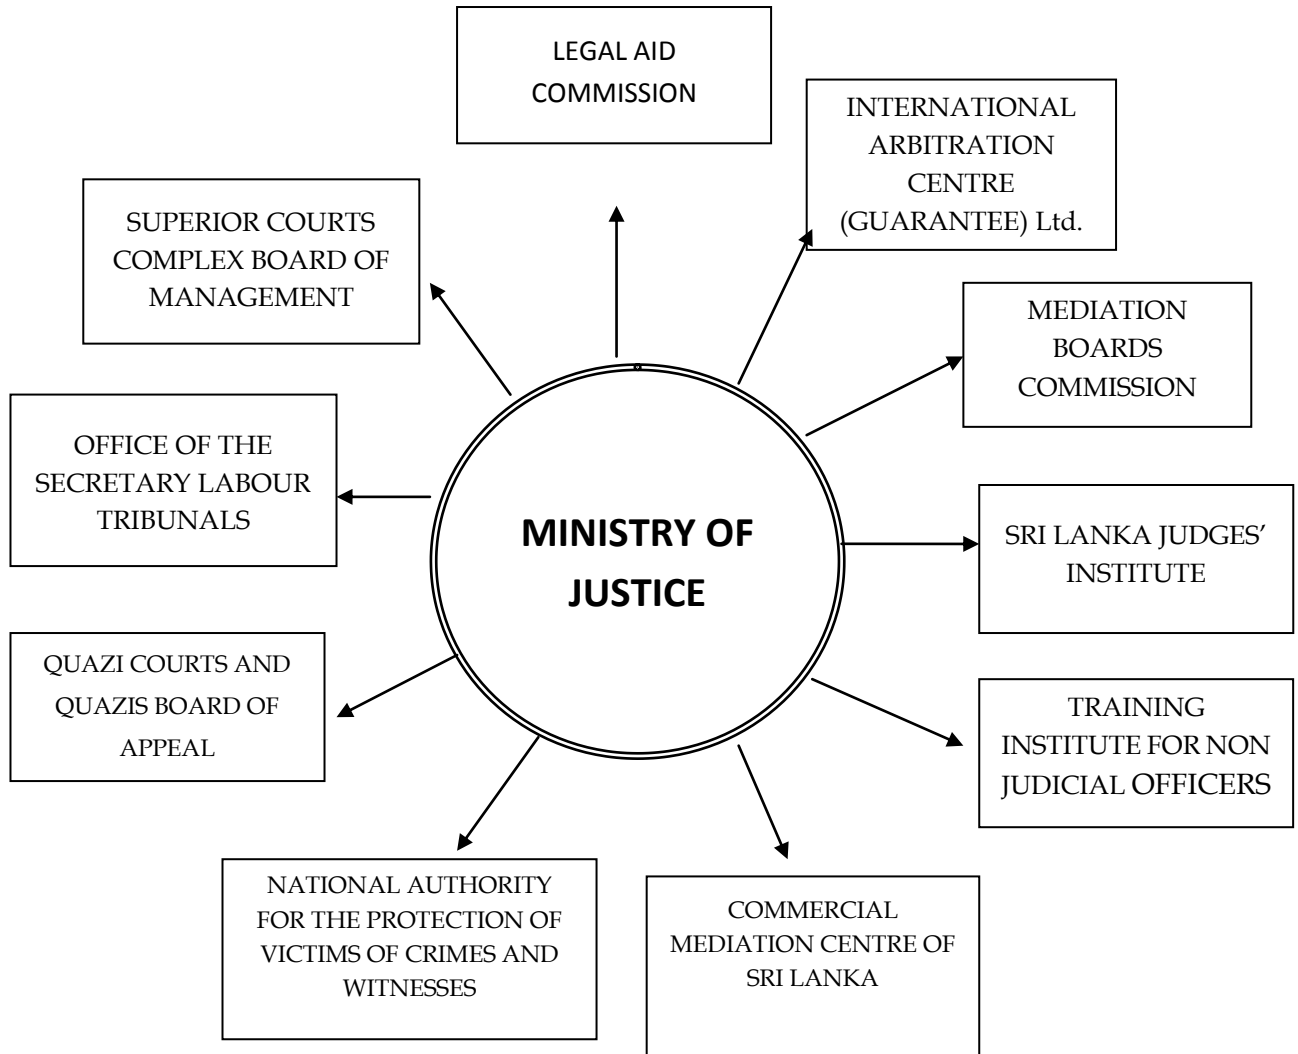 LEGAL AID
COMMISSION
INTERNATIONAL
ARBITRATION
CENTRE
(GUARANTEE) Ltd.
MEDIATION
BOARDS
COMMISSION
SRI LANKA JUDGES’
INSTITUTE
TRAINING
INSTITUTE FOR NON
JUDICIAL OFFICERS
COMMERCIAL
MEDIATION CENTRE OF
SRI LANKA
NATIONAL AUTHORITY
FOR THE PROTECTION OF
VICTIMS OF CRIMES AND
WITNESSES
QUAZI COURTS AND
QUAZIS BOARD OF
APPEAL
OFFICE OF THE
SECRETARY LABOUR
TRIBUNALS
SUPERIOR COURTS
COMPLEX BOARD OF
MANAGEMENT
MINISTRY OF
JUSTICE